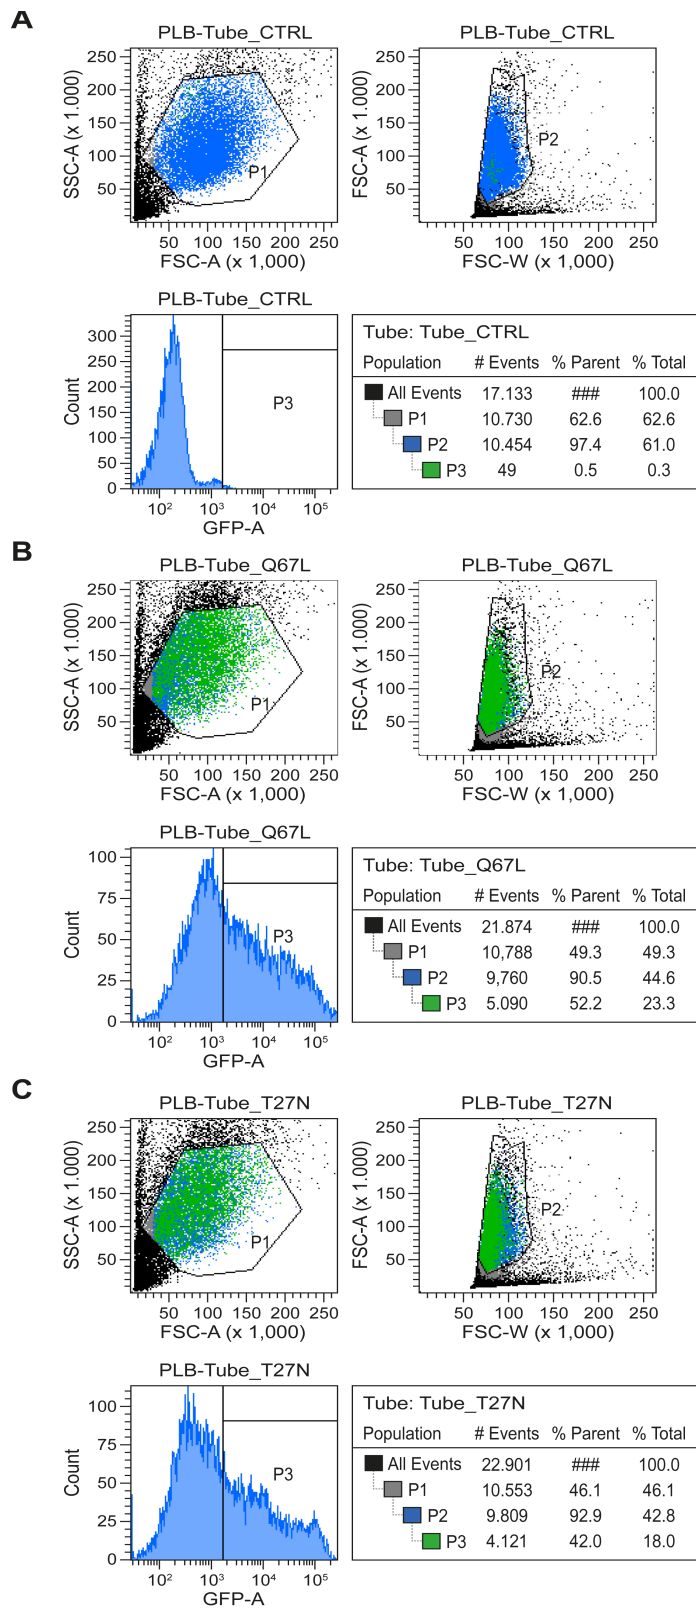 A
PLB-Tube_CTRL
SSC-A (x 1.000)
250
200
150
100
50
P1
50 100 150 200 250
FSC-A (x 1,000)
PLB-Tube_CTRL
FSC-A (x 1.000)
250
200
150
100
50
P2
50 100 150 200 250
FSC-W (x 1,000)
PLB-Tube_CTRL
Count
300
250
200
150
100
50
0
P3
10² 10³ 10⁴ 10⁵
GFP-A
Tube: Tube_CTRL
Population # Events % Parent % Total
All Events 17.133 ### 100.0
P1 10.730 62.6 62.6
P2 10.454 97.4 61.0
P3 49 0.5 0.3
B
PLB-Tube_Q67L
SSC-A (x 1.000)
250
200
150
100
50
P1
50 100 150 200 250
FSC-A (x 1,000)
PLB-Tube_Q67L
FSC-A (x 1.000)
250
200
150
100
50
P2
50 100 150 200 250
FSC-W (x 1,000)
PLB-Tube_Q67L
Count
100
75
50
25
0
P3
10² 10³ 10⁴ 10⁵
GFP-A
Tube: Tube_Q67L
Population # Events % Parent % Total
All Events 21.874 ### 100.0
P1 10,788 49.3 49.3
P2 9,760 90.5 44.6
P3 5.090 52.2 23.3
C
PLB-Tube_T27N
SSC-A (x 1.000)
250
200
150
100
50
P1
50 100 150 200 250
FSC-A (x 1,000)
PLB-Tube_T27N
FSC-A (x 1.000)
250
200
150
100
50
P2
50 100 150 200 250
FSC-W (x 1,000)
PLB-Tube_T27N
Count
100
75
50
25
0
P3
10² 10³ 10⁴ 10⁵
GFP-A
Tube: Tube_T27N
Population # Events % Parent % Total
All Events 22.901 ### 100.0
P1 10.553 46.1 46.1
P2 9.809 92.9 42.8
P3 4.121 42.0 18.0